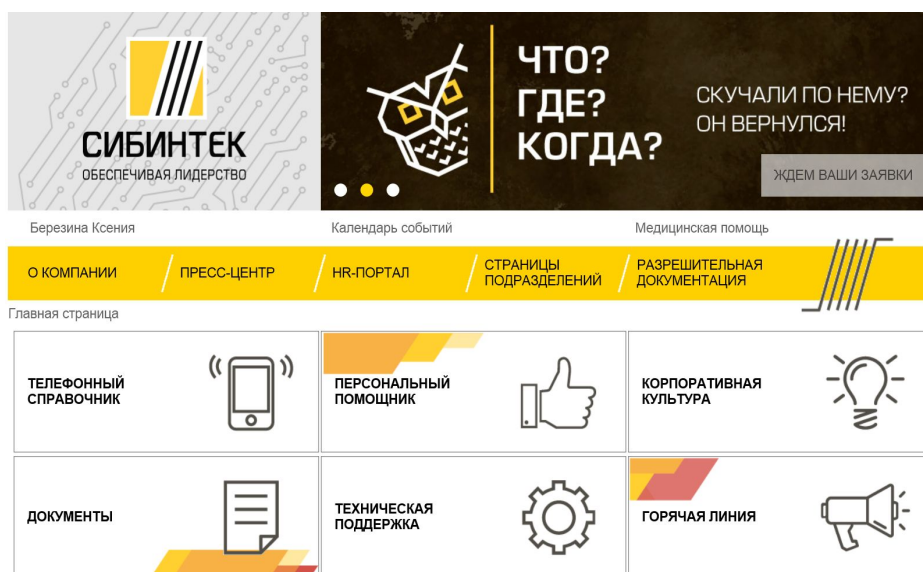 СИБИНТЕК
ОБЕСПЕЧИВАЯ ЛИДЕРСТВО
ЧТО?
ГДЕ?
КОГДА?
СКУЧАЛИ ПО НЕМУ?
ОН ВЕРНУЛСЯ!
ЖДЕМ ВАШИ ЗАЯВКИ
Березина Ксения
Календарь событий
Медицинская помощь
О КОМПАНИИ
ПРЕСС-ЦЕНТР
HR-ПОРТАЛ
СТРАНИЦЫ
ПОДРАЗДЕЛЕНИЙ
РАЗРЕШИТЕЛЬНАЯ
ДОКУМЕНТАЦИЯ
Главная страница
ТЕЛЕФОННЫЙ
СПРАВОЧНИК
ПЕРСОНАЛЬНЫЙ
ПОМОЩНИК
КОРПОРАТИВНАЯ
КУЛЬТУРА
ДОКУМЕНТЫ
ТЕХНИЧЕСКАЯ
ПОДДЕРЖКА
ГОРЯЧАЯ ЛИНИЯ